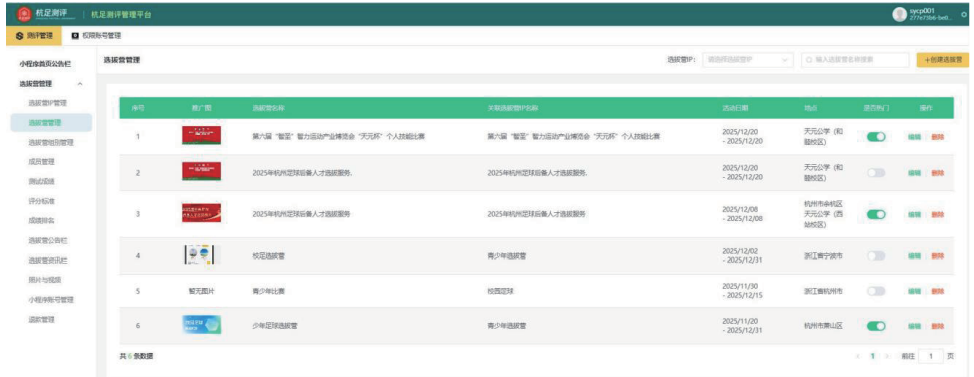 杭足测评
杭足测评管理平台
sycp001
测评管理
权限账号管理
小程序首页公告栏
选拔营管理
选拔营IP管理
选拔营管理
选拔营组别管理
成员管理
测试成绩
评分标准
成绩排名
选拔营公告栏
选拔营资讯栏
照片与视频
小程序账号管理
退款管理
选拔营管理
选拔营IP：
请选择选拔营IP
输入选拔营名称搜索
+创建选拔营
序号 推广图 选拔营名称 关联选拔营IP名称 活动日期 地点 是否热门 操作
1 第六届 “智圣” 智力运动产业博览会 “天元杯” 个人技能比赛 第六届 “智圣” 智力运动产业博览会 “天元杯” 个人技能比赛 2025/12/20 - 2025/12/20 天元公学（和睦校区） 编辑 删除
2 2025年杭州足球后备人才选拔服务. 2025年杭州足球后备人才选拔服务. 2025/12/20 - 2025/12/20 天元公学（和睦校区） 编辑 删除
3 2025年杭州足球后备人才选拔服务 2025年杭州足球后备人才选拔服务 2025/12/08 - 2025/12/08 杭州市余杭区天元公学（西站校区） 编辑 删除
4 校足选拔营 青少年选拔营 2025/12/02 - 2025/12/31 浙江省宁波市 编辑 删除
5 暂无图片 青少年比赛 校园足球 2025/11/30 - 2025/12/15 浙江省杭州市 编辑 删除
6 少年足球选拔营 青少年选拔营 2025/11/20 - 2025/12/31 杭州市萧山区 编辑 删除
共 6 条数据
1
前往 1 页